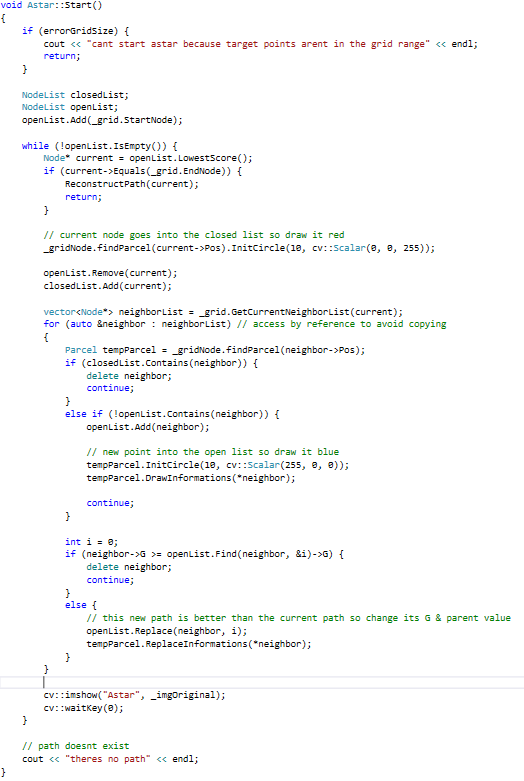 void Astar::Start()
{
    if (errorGridSize) {
        cout << "cant start astar because target points arent in the grid range" << endl;
        return;
    }

    NodeList closedList;
    NodeList openList;
    openList.Add(_grid.StartNode);

    while (!openList.IsEmpty()) {
        Node* current = openList.LowestScore();
        if (current->Equals(_grid.EndNode)) {
            ReconstructPath(current);
            return;
        }

        // current node goes into the closed list so draw it red
        _gridNode.findParcel(current->Pos).InitCircle(10, cv::Scalar(0, 0, 255));

        openList.Remove(current);
        closedList.Add(current);

        vector<Node*> neighborList = _grid.GetCurrentNeighborList(current);
        for (auto &neighbor : neighborList) // access by reference to avoid copying
        {
            Parcel tempParcel = _gridNode.findParcel(neighbor->Pos);
            if (closedList.Contains(neighbor)) {
                delete neighbor;
                continue;
            }
            else if (!openList.Contains(neighbor)) {
                openList.Add(neighbor);

                // new point into the open list so draw it blue
                tempParcel.InitCircle(10, cv::Scalar(255, 0, 0));
                tempParcel.DrawInformations(*neighbor);

                continue;
            }

            int i = 0;
            if (neighbor->G >= openList.Find(neighbor, &i)->G) {
                delete neighbor;
                continue;
            }
            else {
                // this new path is better than the current path so change its G & parent value
                openList.Replace(neighbor, i);
                tempParcel.ReplaceInformations(*neighbor);
            }
        }

        cv::imshow("Astar", _imgOriginal);
        cv::waitKey(0);
    }

    // path doesnt exist
    cout << "theres no path" << endl;
}